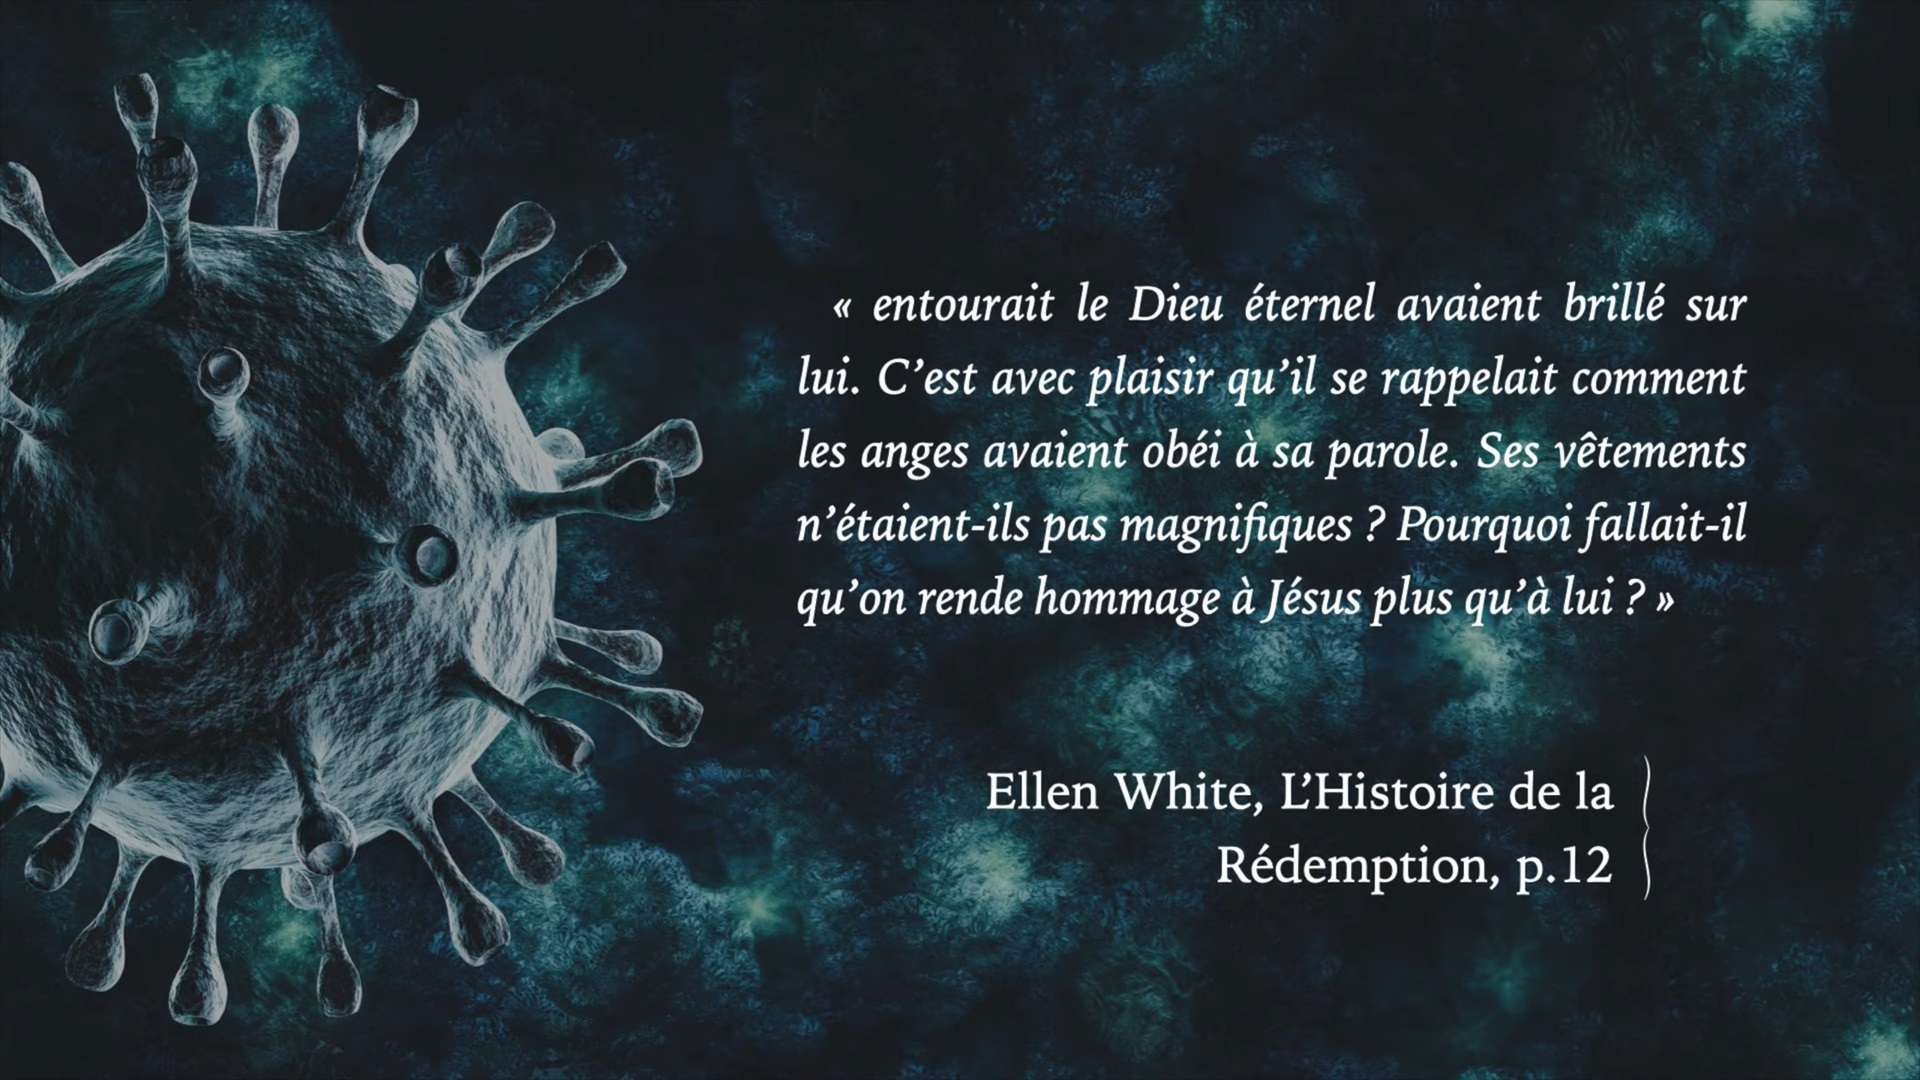 « entourait le Dieu éternel avaient brillé sur
lui. C’est avec plaisir qu’il se rappelait comment
les anges avaient obéi à sa parole. Ses vêtements
n’étaient-ils pas magnifiques ? Pourquoi fallait-il
qu’on rende hommage à Jésus plus qu’à lui ? »
Ellen White, L’Histoire de la
Rédemption, p.12